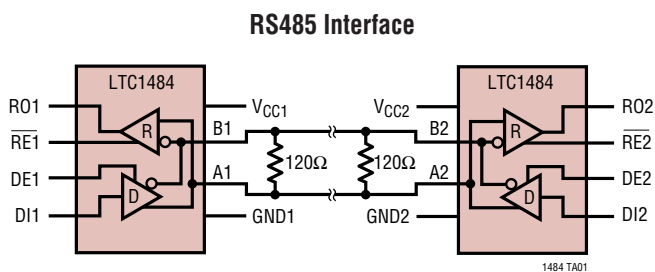 RS485 Interface
LTC1484
LTC1484
RO1
R
VCC1
VCC2
R
RO2
RE1
B1
B2
RE2
120Ω
120Ω
DE1
A1
A2
DE2
DI1
D
GND1
GND2
D
DI2
1484 TA01